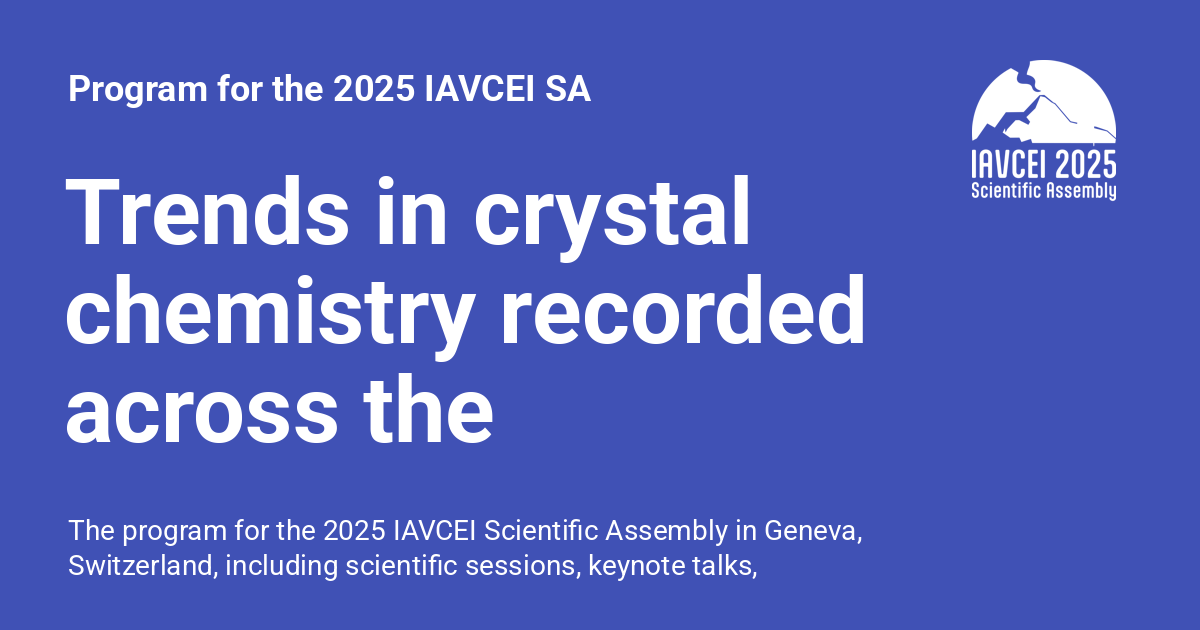 Program for the 2025 IAVCEI SA
IAVCEI 2025
Scientific Assembly
Trends in crystal
chemistry recorded
across the
The program for the 2025 IAVCEI Scientific Assembly in Geneva,
Switzerland, including scientific sessions, keynote talks,